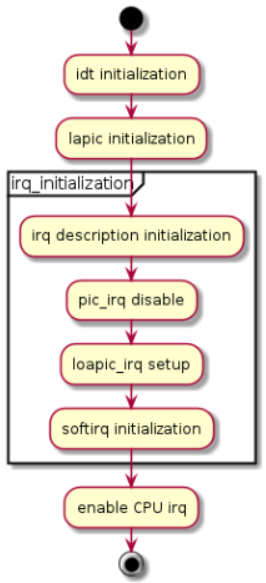 idt initialization
lapic initialization
irq_initialization
irq description initialization
pic_irq disable
loapic_irq setup
softirq initialization
enable CPU irq